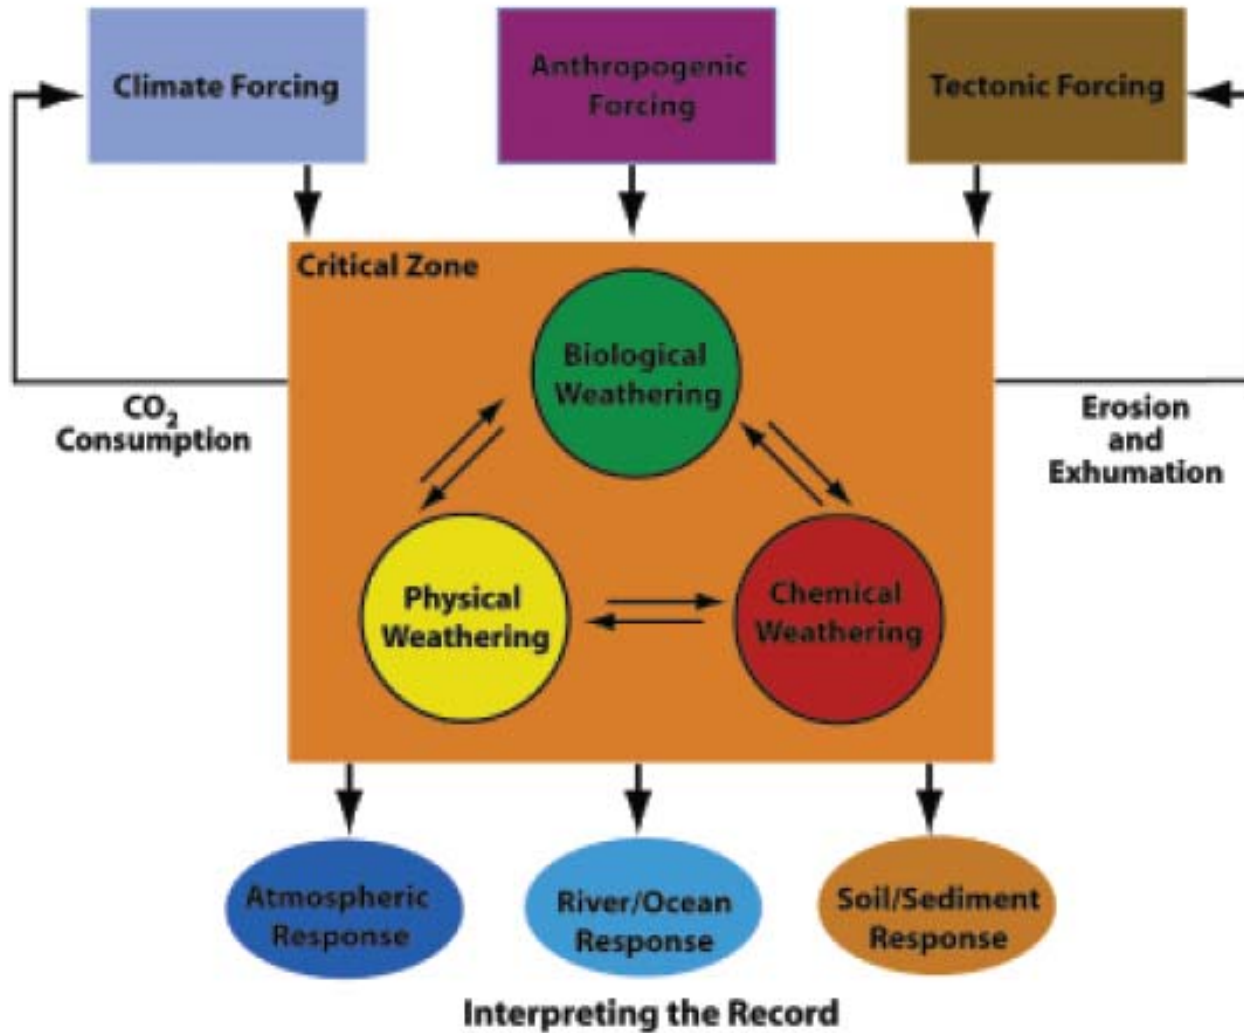 Climate Forcing
Anthropogenic
Forcing
Tectonic Forcing
Critical Zone
Biological
Weathering
CO₂
Consumption
Erosion
and
Exhumation
Physical
Weathering
Chemical
Weathering
Atmospheric
Response
River/Ocean
Response
Soil/Sediment
Response
Interpreting the Record